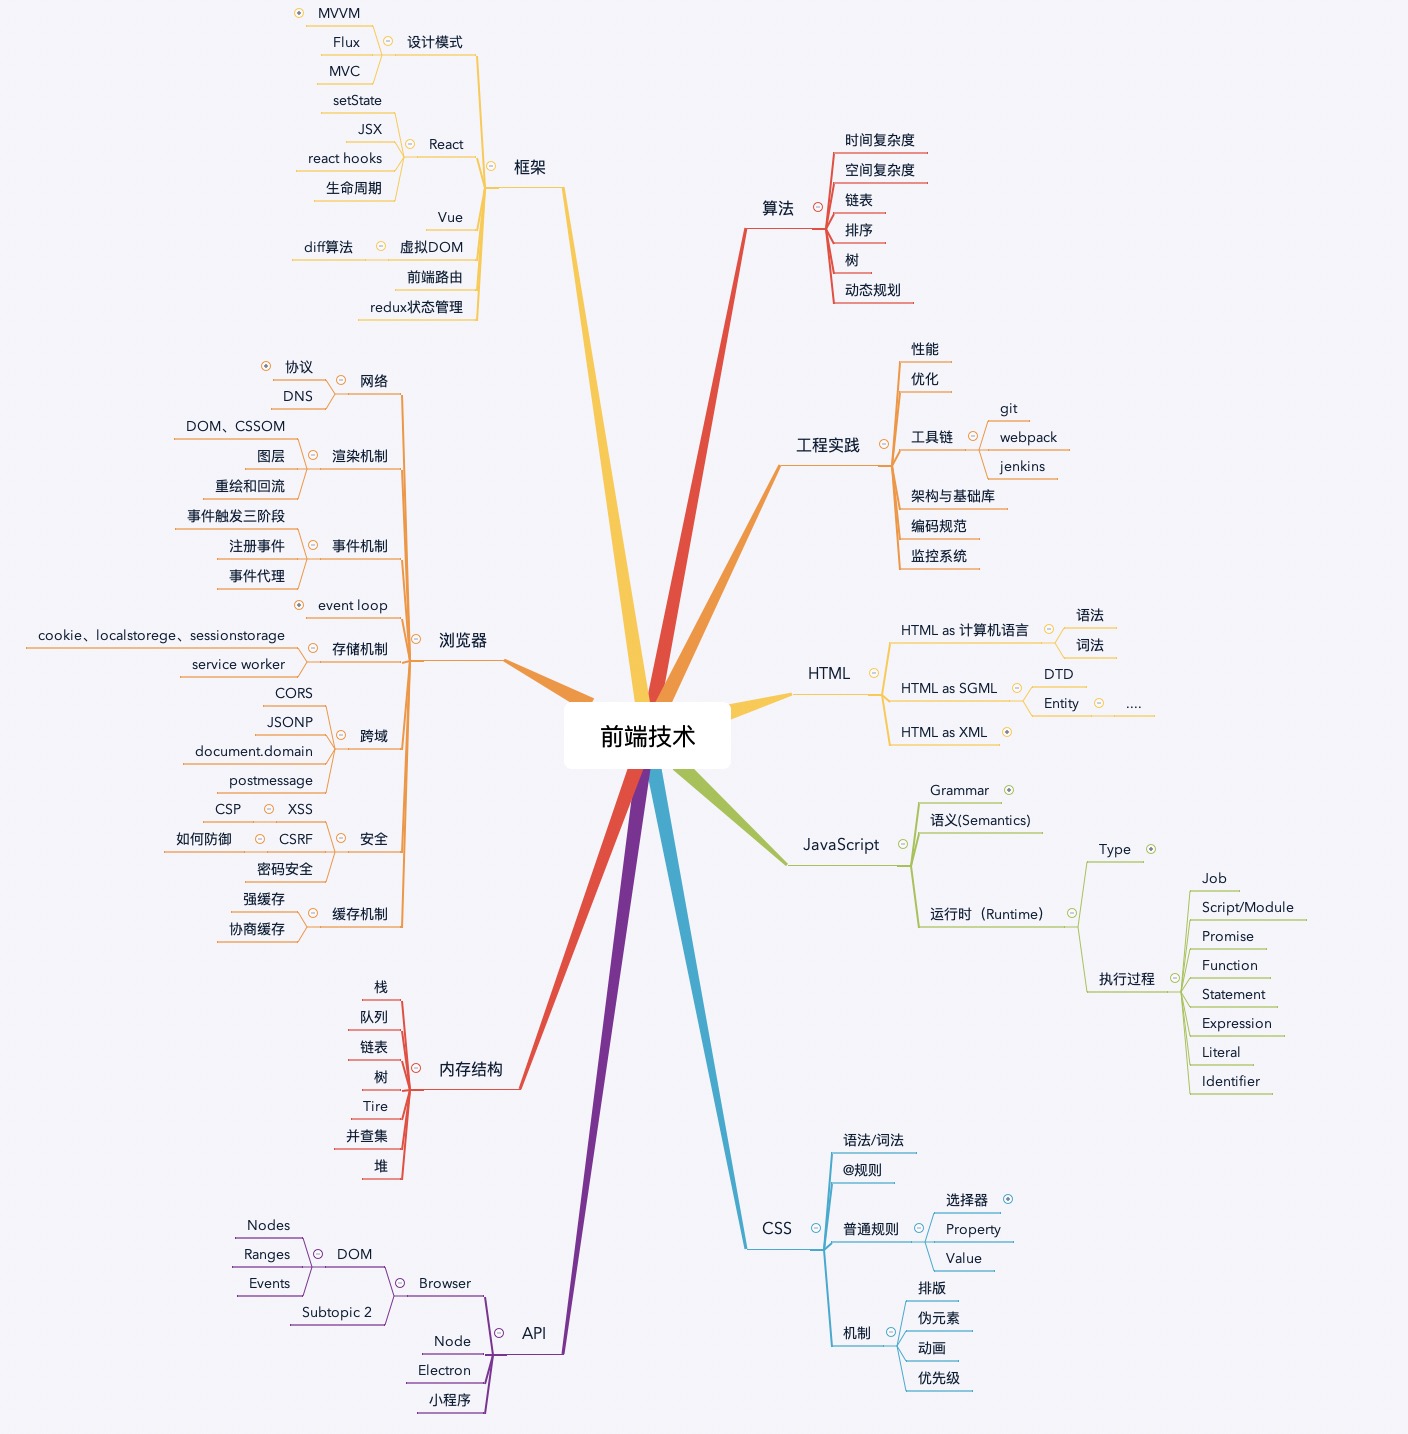 前端技术
算法
时间复杂度
空间复杂度
链表
排序
树
动态规划
工程实践
性能
优化
工具链
git
webpack
jenkins
架构与基础库
编码规范
监控系统
HTML
HTML as 计算机语言
语法
词法
HTML as SGML
DTD
Entity
....
HTML as XML
JavaScript
Grammar
语义(Semantics)
运行时（Runtime）
Type
执行过程
Job
Script/Module
Promise
Function
Statement
Expression
Literal
Identifier
CSS
语法/词法
@规则
普通规则
选择器
Property
Value
机制
排版
伪元素
动画
优先级
框架
设计模式
MVVM
Flux
MVC
React
setState
JSX
react hooks
生命周期
Vue
虚拟DOM
diff算法
前端路由
redux状态管理
浏览器
网络
协议
DNS
渲染机制
DOM、CSSOM
图层
重绘和回流
事件机制
事件触发三阶段
注册事件
事件代理
event loop
存储机制
cookie、localstorege、sessionstorage
service worker
跨域
CORS
JSONP
document.domain
postmessage
安全
XSS
CSP
CSRF
如何防御
密码安全
缓存机制
强缓存
协商缓存
内存结构
栈
队列
链表
树
Tire
并查集
堆
API
Browser
DOM
Nodes
Ranges
Events
Subtopic 2
Node
Electron
小程序